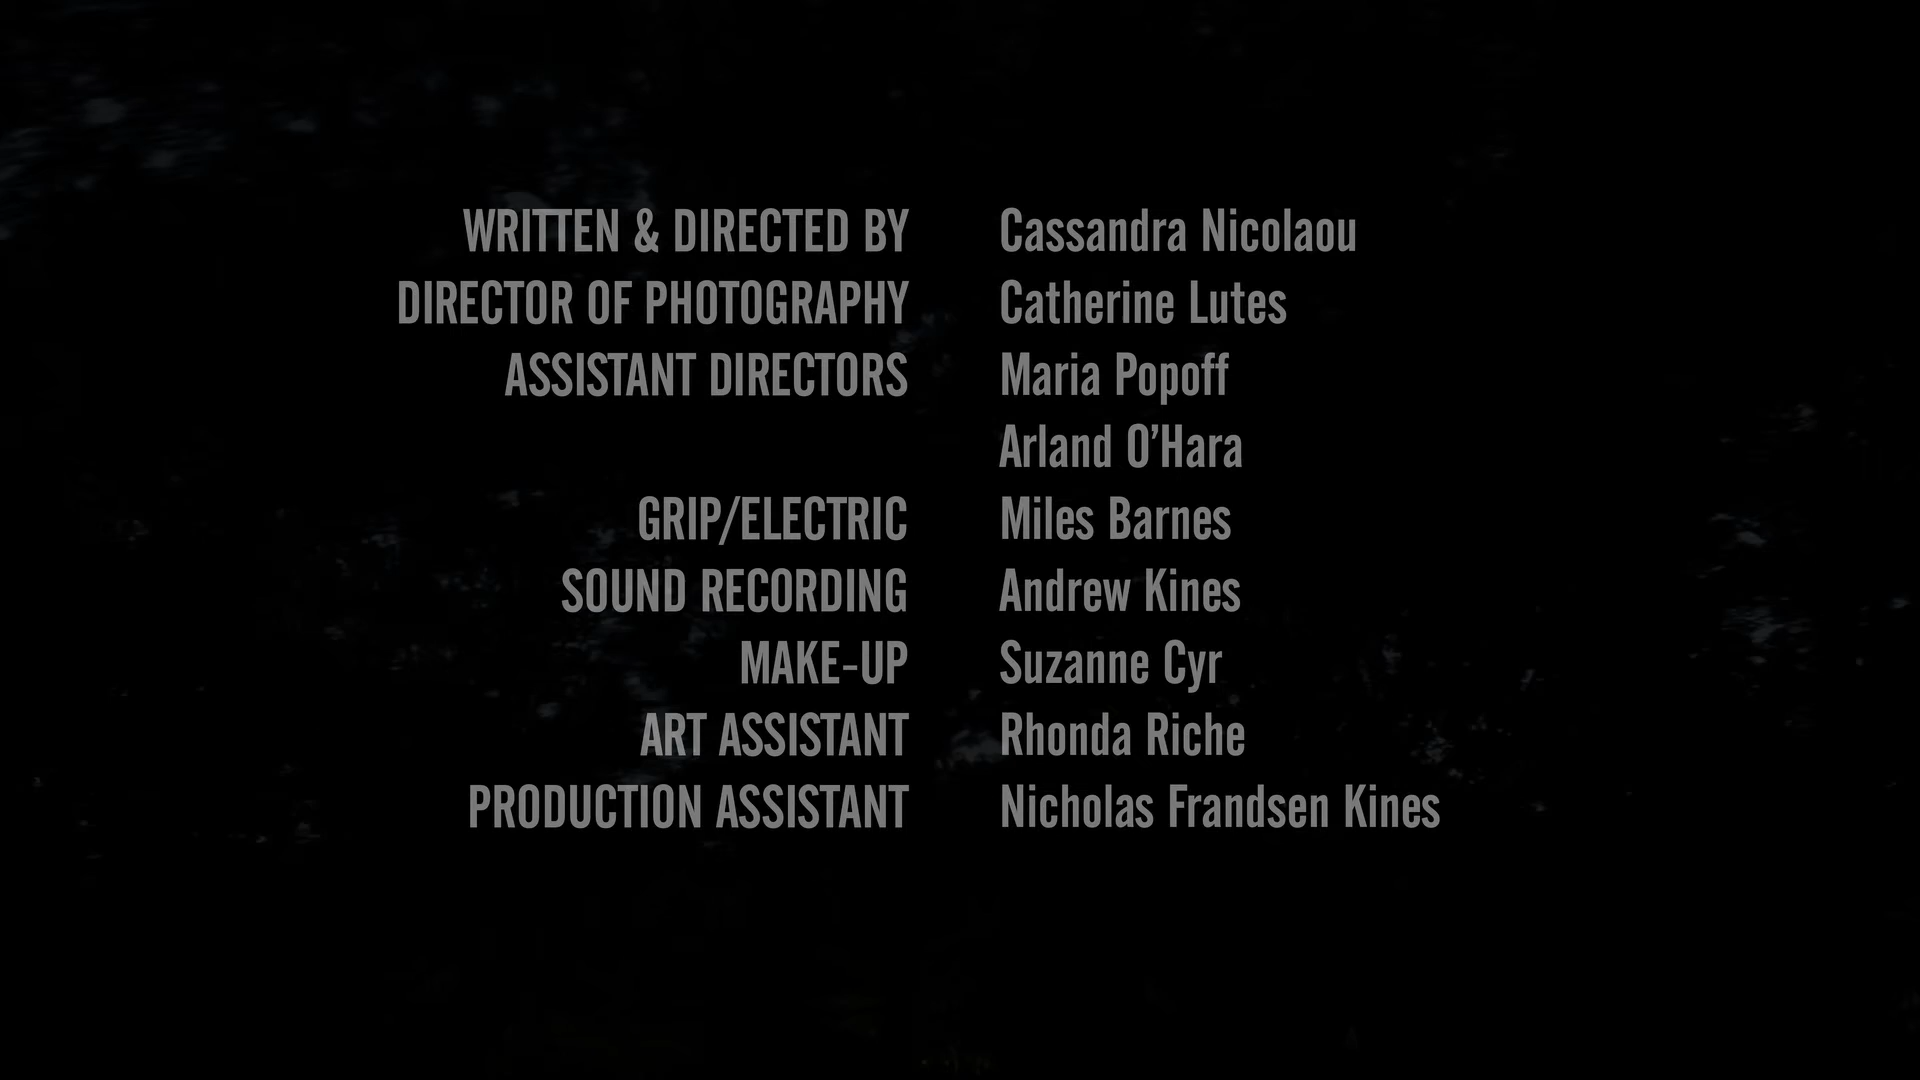 WRITTEN & DIRECTED BY Cassandra Nicolaou
DIRECTOR OF PHOTOGRAPHY Catherine Lutes
ASSISTANT DIRECTORS Maria Popoff
Arland O’Hara
GRIP/ELECTRIC Miles Barnes
SOUND RECORDING Andrew Kines
MAKE-UP Suzanne Cyr
ART ASSISTANT Rhonda Riche
PRODUCTION ASSISTANT Nicholas Frandsen Kines